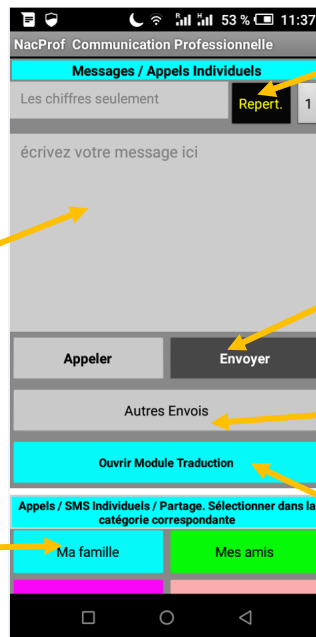 53 % 11:37
NacProf Communication Professionnelle
Messages / Appels Individuels
Les chiffres seulement
Repert.
1
écrivez votre message ici
Appeler
Envoyer
Autres Envois
Ouvrir Module Traduction
Appels / SMS Individuels / Partage. Sélectionner dans la
catégorie correspondante
Ma famille
Mes amis